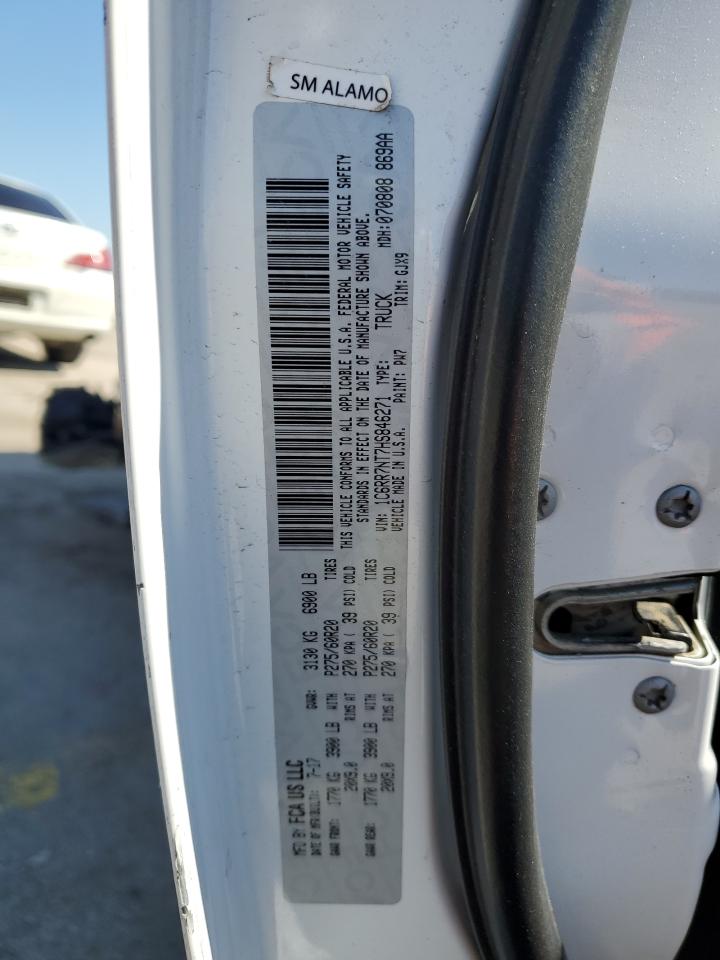 SM ALAMO
MFD BY FCA US LLC
DATE OF MFR(BUILT): 7-17 GVWR: 3130 KG 6900 LB
GAWR FRONT: 1770 KG 3900 LB WITH P275/60R20 TIRES
20X9.0 RIMS AT 270 KPA ( 39 PSI) COLD
GAWR REAR: 1770 KG 3900 LB WITH P275/60R20 TIRES
20X9.0 RIMS AT 270 KPA ( 39 PSI) COLD
THIS VEHICLE CONFORMS TO ALL APPLICABLE U.S.A. FEDERAL MOTOR VEHICLE SAFETY
STANDARDS IN EFFECT ON THE DATE OF MANUFACTURE SHOWN ABOVE.
VIN: 1C6RR7NT7HS846271 TYPE: TRUCK MDH: 070808 869AA
VEHICLE MADE IN U.S.A. PAINT: PW7 TRIM: GJX9